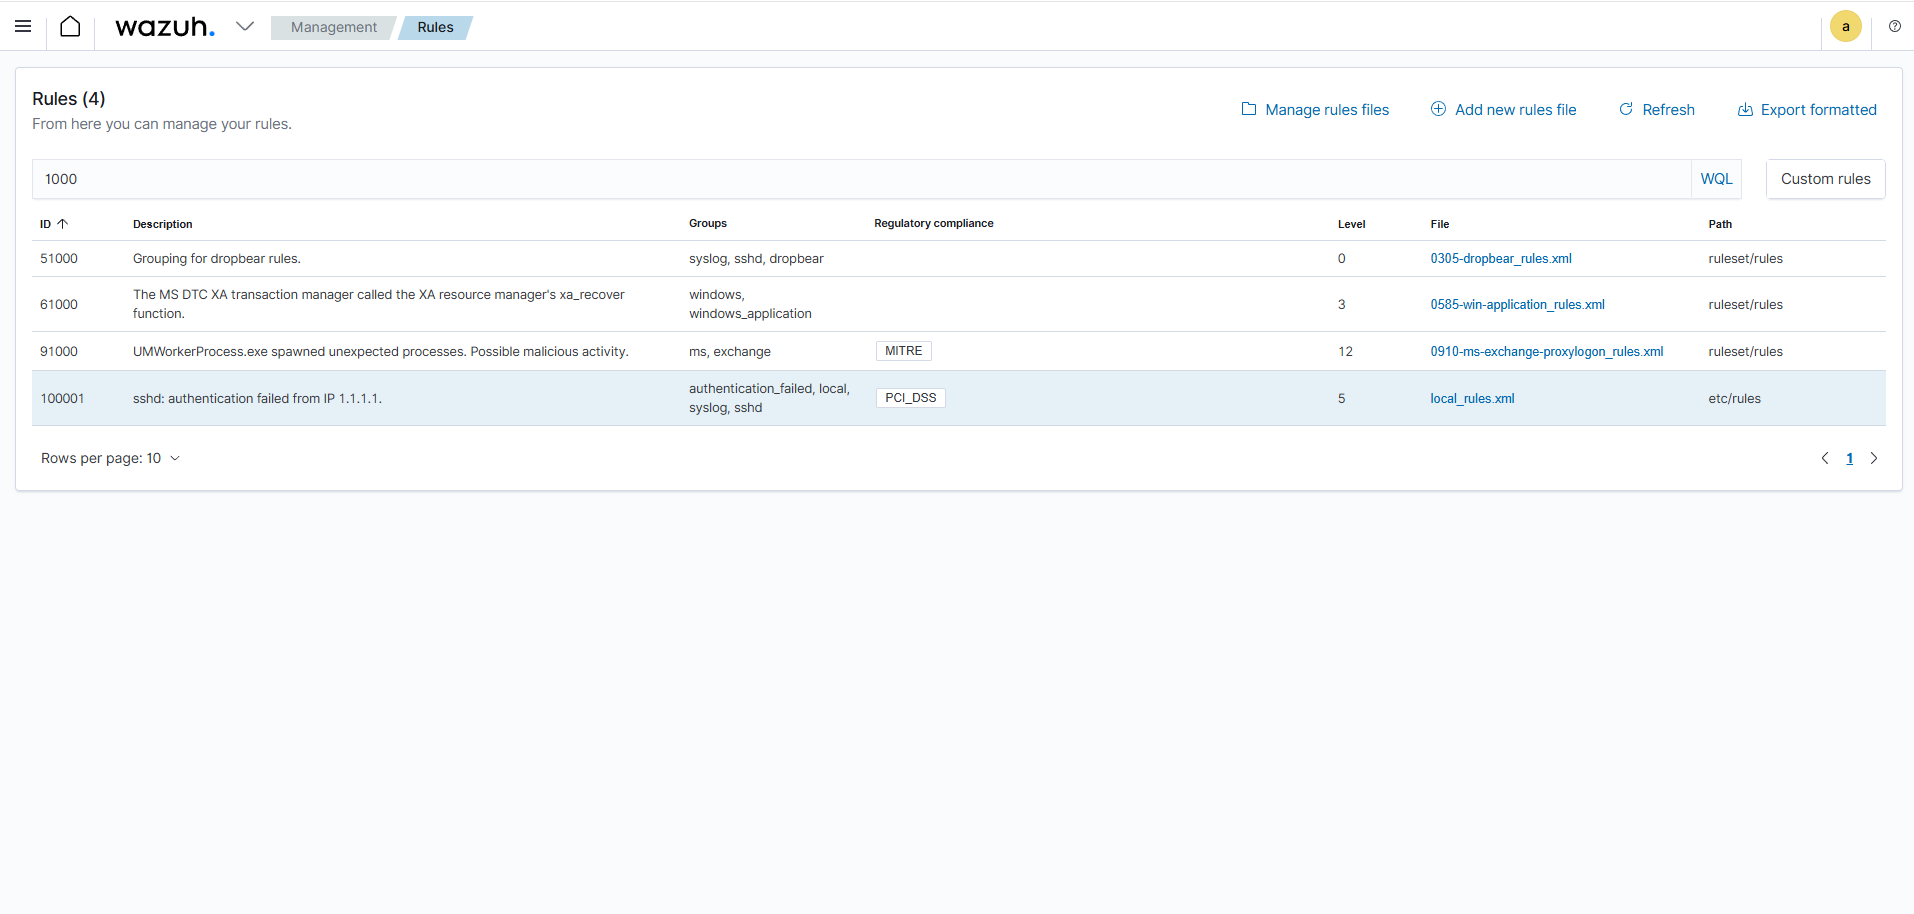 wazuh.
Management
Rules
a
Rules (4)
From here you can manage your rules.
Manage rules files
Add new rules file
Refresh
Export formatted
1000
WQL
Custom rules
ID Description Groups Regulatory compliance Level File Path
51000 Grouping for dropbear rules. syslog, sshd, dropbear 0 0305-dropbear_rules.xml ruleset/rules
61000 The MS DTC XA transaction manager called the XA resource manager's xa_recover
function. windows,
windows_application 3 0585-win-application_rules.xml ruleset/rules
91000 UMWorkerProcess.exe spawned unexpected processes. Possible malicious activity. ms, exchange MITRE 12 0910-ms-exchange-proxylogon_rules.xml ruleset/rules
100001 sshd: authentication failed from IP 1.1.1.1. authentication_failed, local,
syslog, sshd PCI_DSS 5 local_rules.xml etc/rules
Rows per page: 10
1